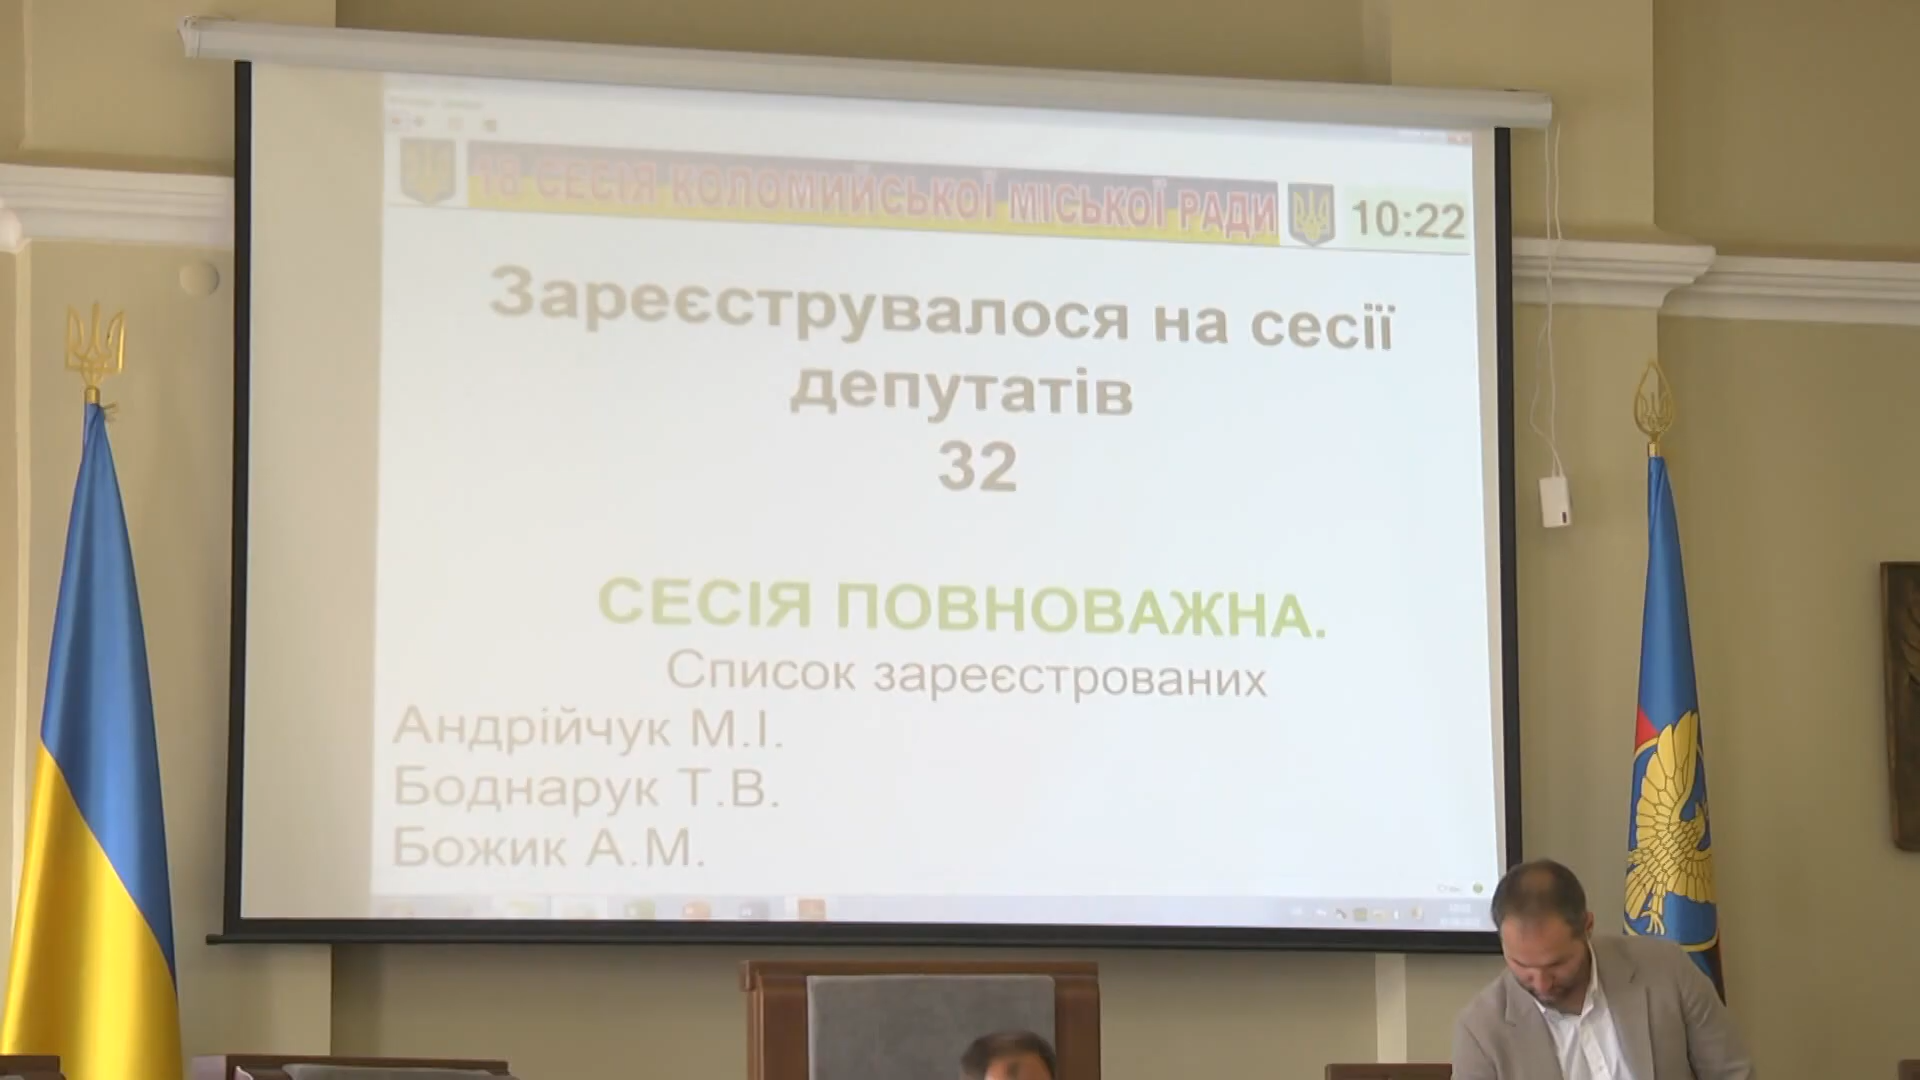 18 СЕСІЯ КОЛОМИЙСЬКОЇ МІСЬКОЇ РАДИ
10:22
Зареєструвалося на сесії
депутатів
32
СЕСІЯ ПОВНОВАЖНА.
Список зареєстрованих
Андрійчук М.І.
Боднарук Т.В.
Божик А.М.